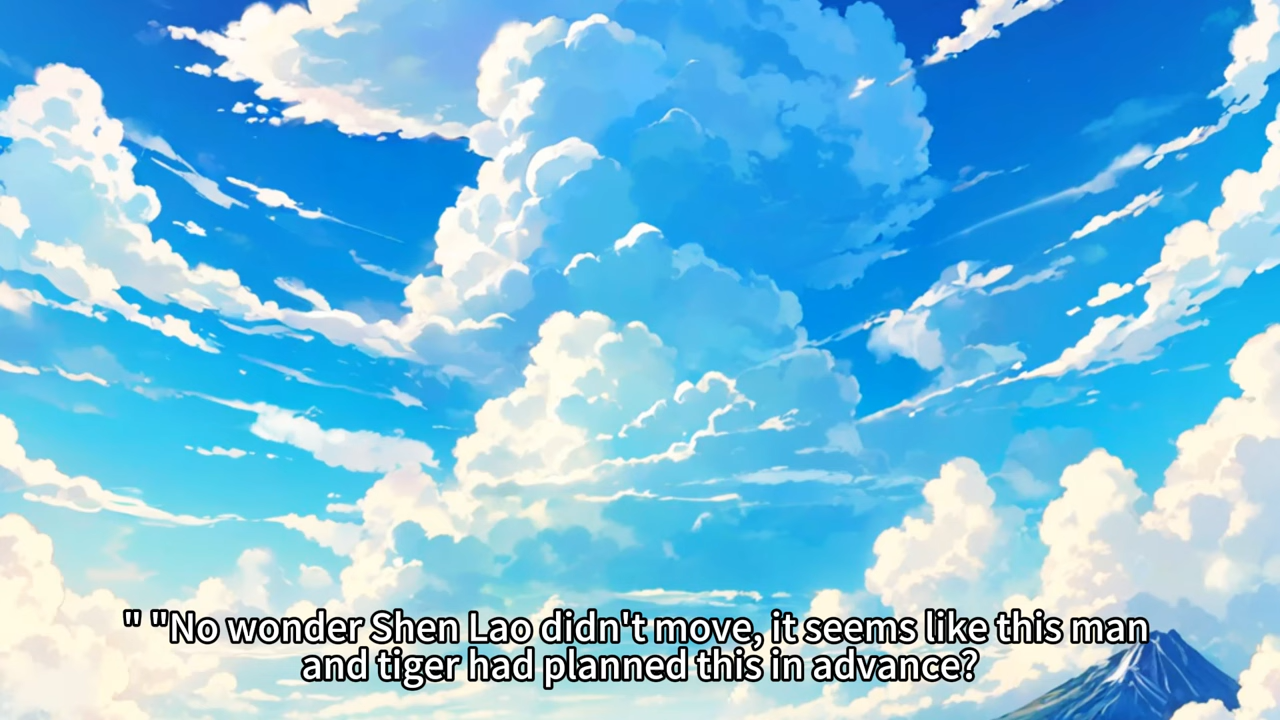 " "No wonder Shen Lao didn't move, it seems like this man
and tiger had planned this in advance?